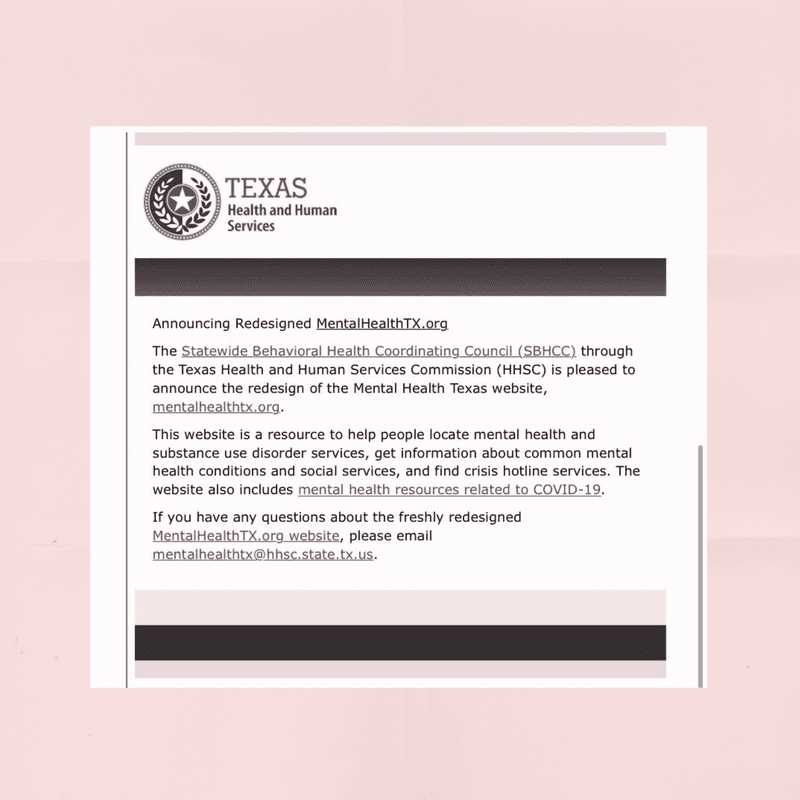 TEXAS
Health and Human
Services
Announcing Redesigned MentalHealthTX.org
The Statewide Behavioral Health Coordinating Council (SBHCC) through
the Texas Health and Human Services Commission (HHSC) is pleased to
announce the redesign of the Mental Health Texas website,
mentalhealthtx.org.
This website is a resource to help people locate mental health and
substance use disorder services, get information about common mental
health conditions and social services, and find crisis hotline services. The
website also includes mental health resources related to COVID-19.
If you have any questions about the freshly redesigned
MentalHealthTX.org website, please email
mentalhealthtx@hhsc.state.tx.us.